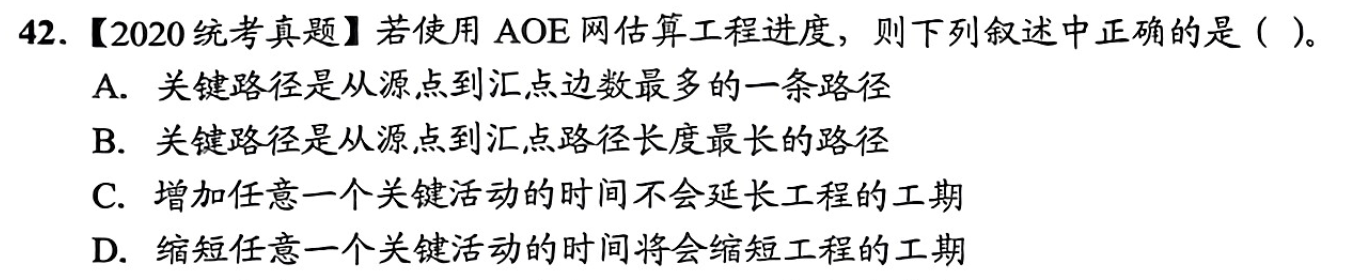 42.【2020统考真题】若使用 AOE 网估算工程进度，则下列叙述中正确的是（ ）。
A. 关键路径是从源点到汇点边数最多的一条路径
B. 关键路径是从源点到汇点路径长度最长的路径
C. 增加任意一个关键活动的时间不会延长工程的工期
D. 缩短任意一个关键活动的时间将会缩短工程的工期